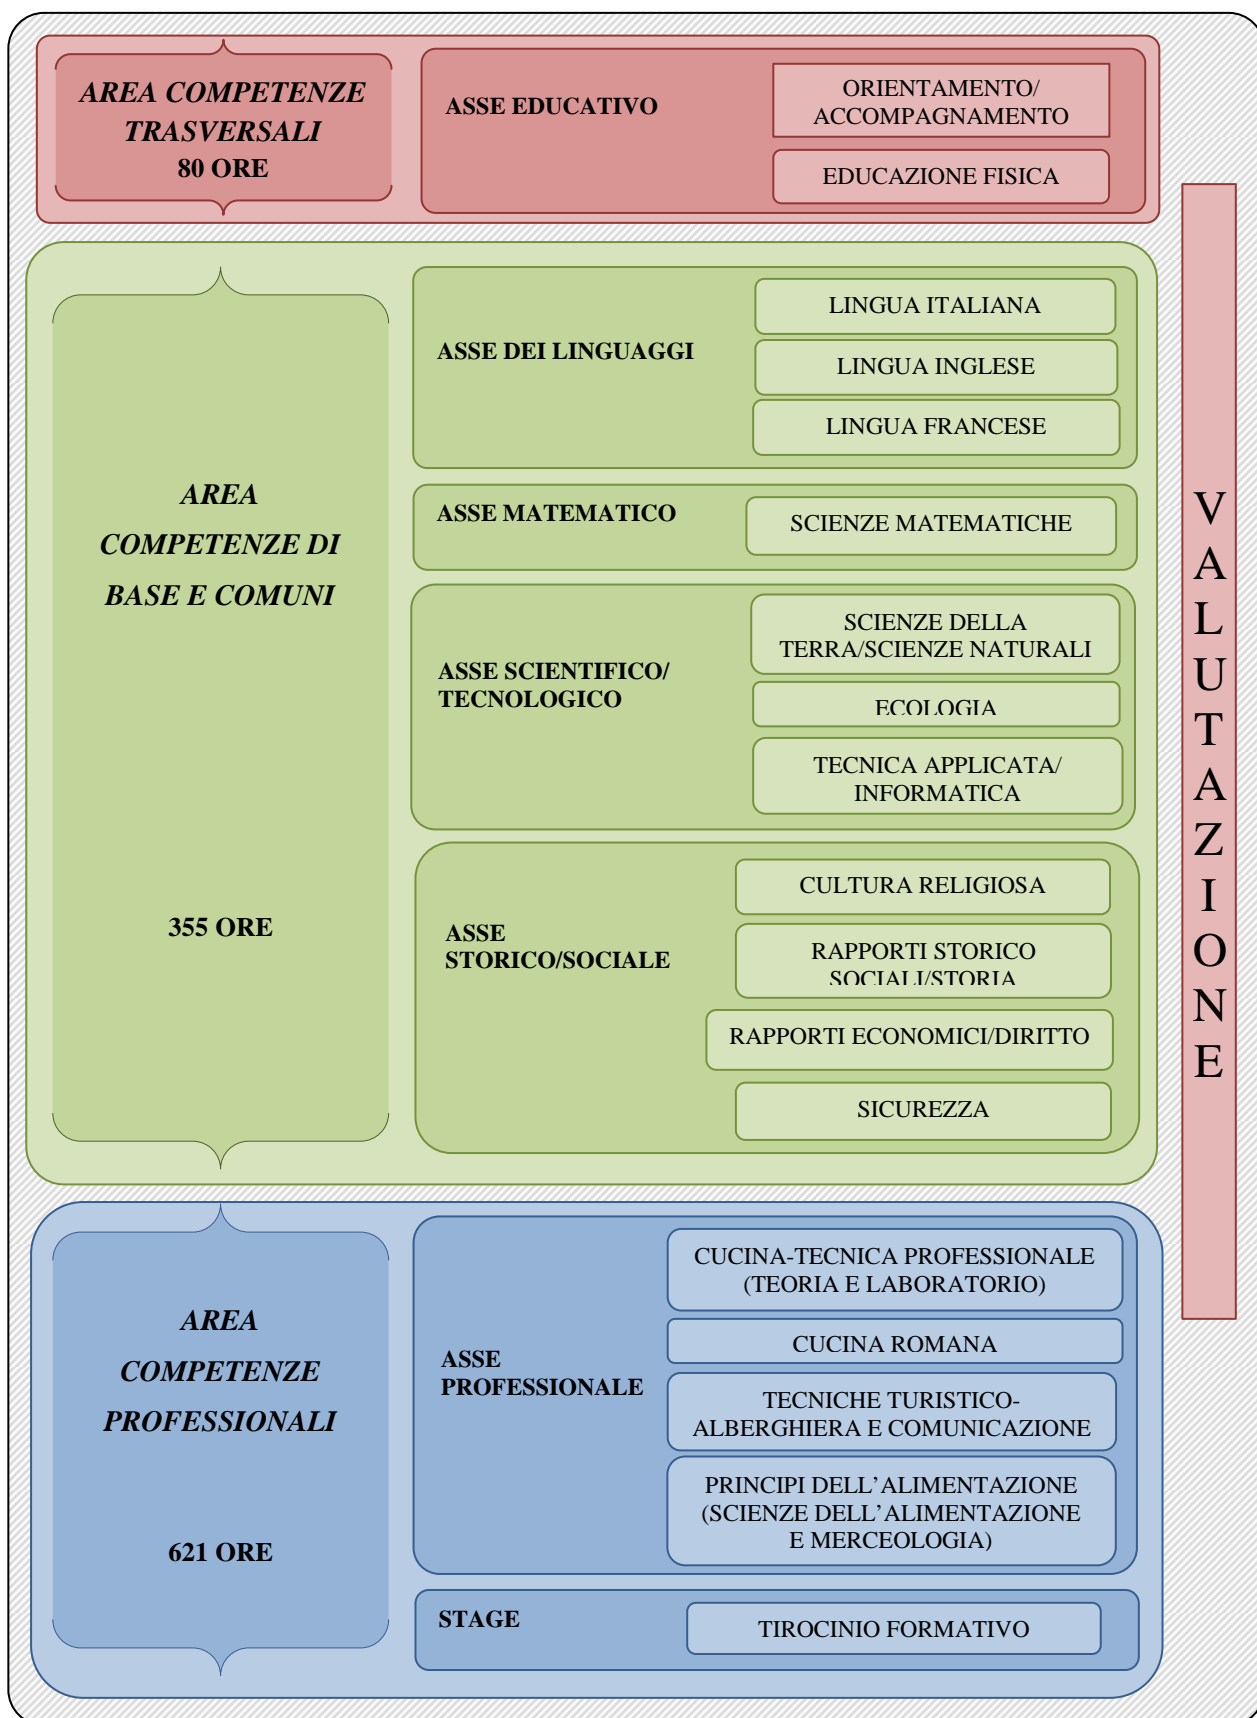 AREA COMPETENZE
TRASVERSALI
80 ORE
ASSE EDUCATIVO
ORIENTAMENTO/
ACCOMPAGNAMENTO
EDUCAZIONE FISICA
AREA
COMPETENZE DI
BASE E COMUNI
355 ORE
ASSE DEI LINGUAGGI
LINGUA ITALIANA
LINGUA INGLESE
LINGUA FRANCESE
ASSE MATEMATICO
SCIENZE MATEMATICHE
ASSE SCIENTIFICO/
TECNOLOGICO
SCIENZE DELLA
TERRA/SCIENZE NATURALI
ECOLOGIA
TECNICA APPLICATA/
INFORMATICA
ASSE
STORICO/SOCIALE
CULTURA RELIGIOSA
RAPPORTI STORICO
SOCIALI/STORIA
RAPPORTI ECONOMICI/DIRITTO
SICUREZZA
AREA
COMPETENZE
PROFESSIONALI
621 ORE
ASSE
PROFESSIONALE
CUCINA-TECNICA PROFESSIONALE
(TEORIA E LABORATORIO)
CUCINA ROMANA
TECNICHE TURISTICO-
ALBERGHIERA E COMUNICAZIONE
PRINCIPI DELL’ALIMENTAZIONE
(SCIENZE DELL’ALIMENTAZIONE
E MERCEOLOGIA)
STAGE
TIROCINIO FORMATIVO
VALUTAZIONE